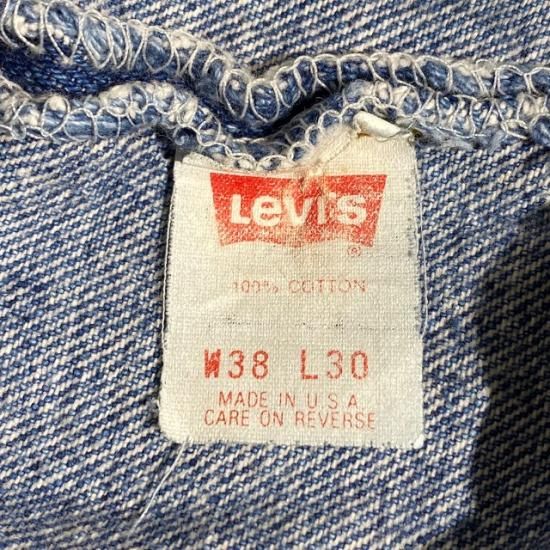 Levi's
®
100% COTTON
W38 L30
MADE IN U S A
CARE ON REVERSE